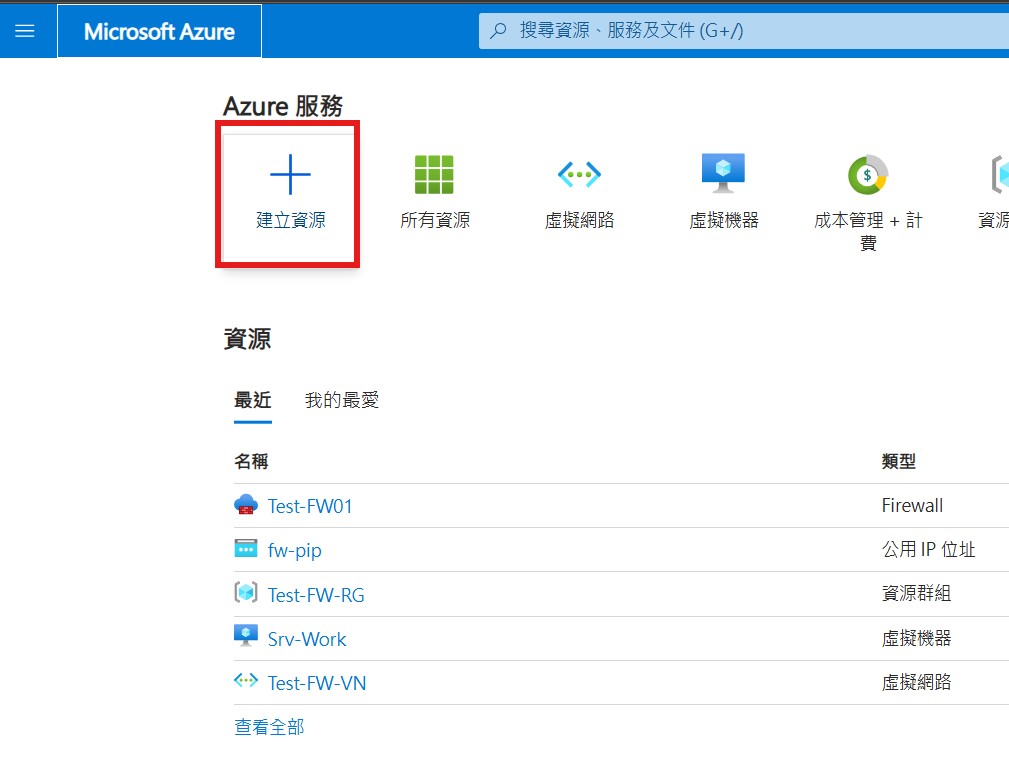 Microsoft Azure
搜尋資源、服務及文件 (G+/)
Azure 服務
建立資源
所有資源
虛擬網路
虛擬機器
成本管理 + 計
費
資源
資源
最近
我的最愛
名稱
類型
Test-FW01
Firewall
fw-pip
公用 IP 位址
Test-FW-RG
資源群組
Srv-Work
虛擬機器
Test-FW-VN
虛擬網路
查看全部